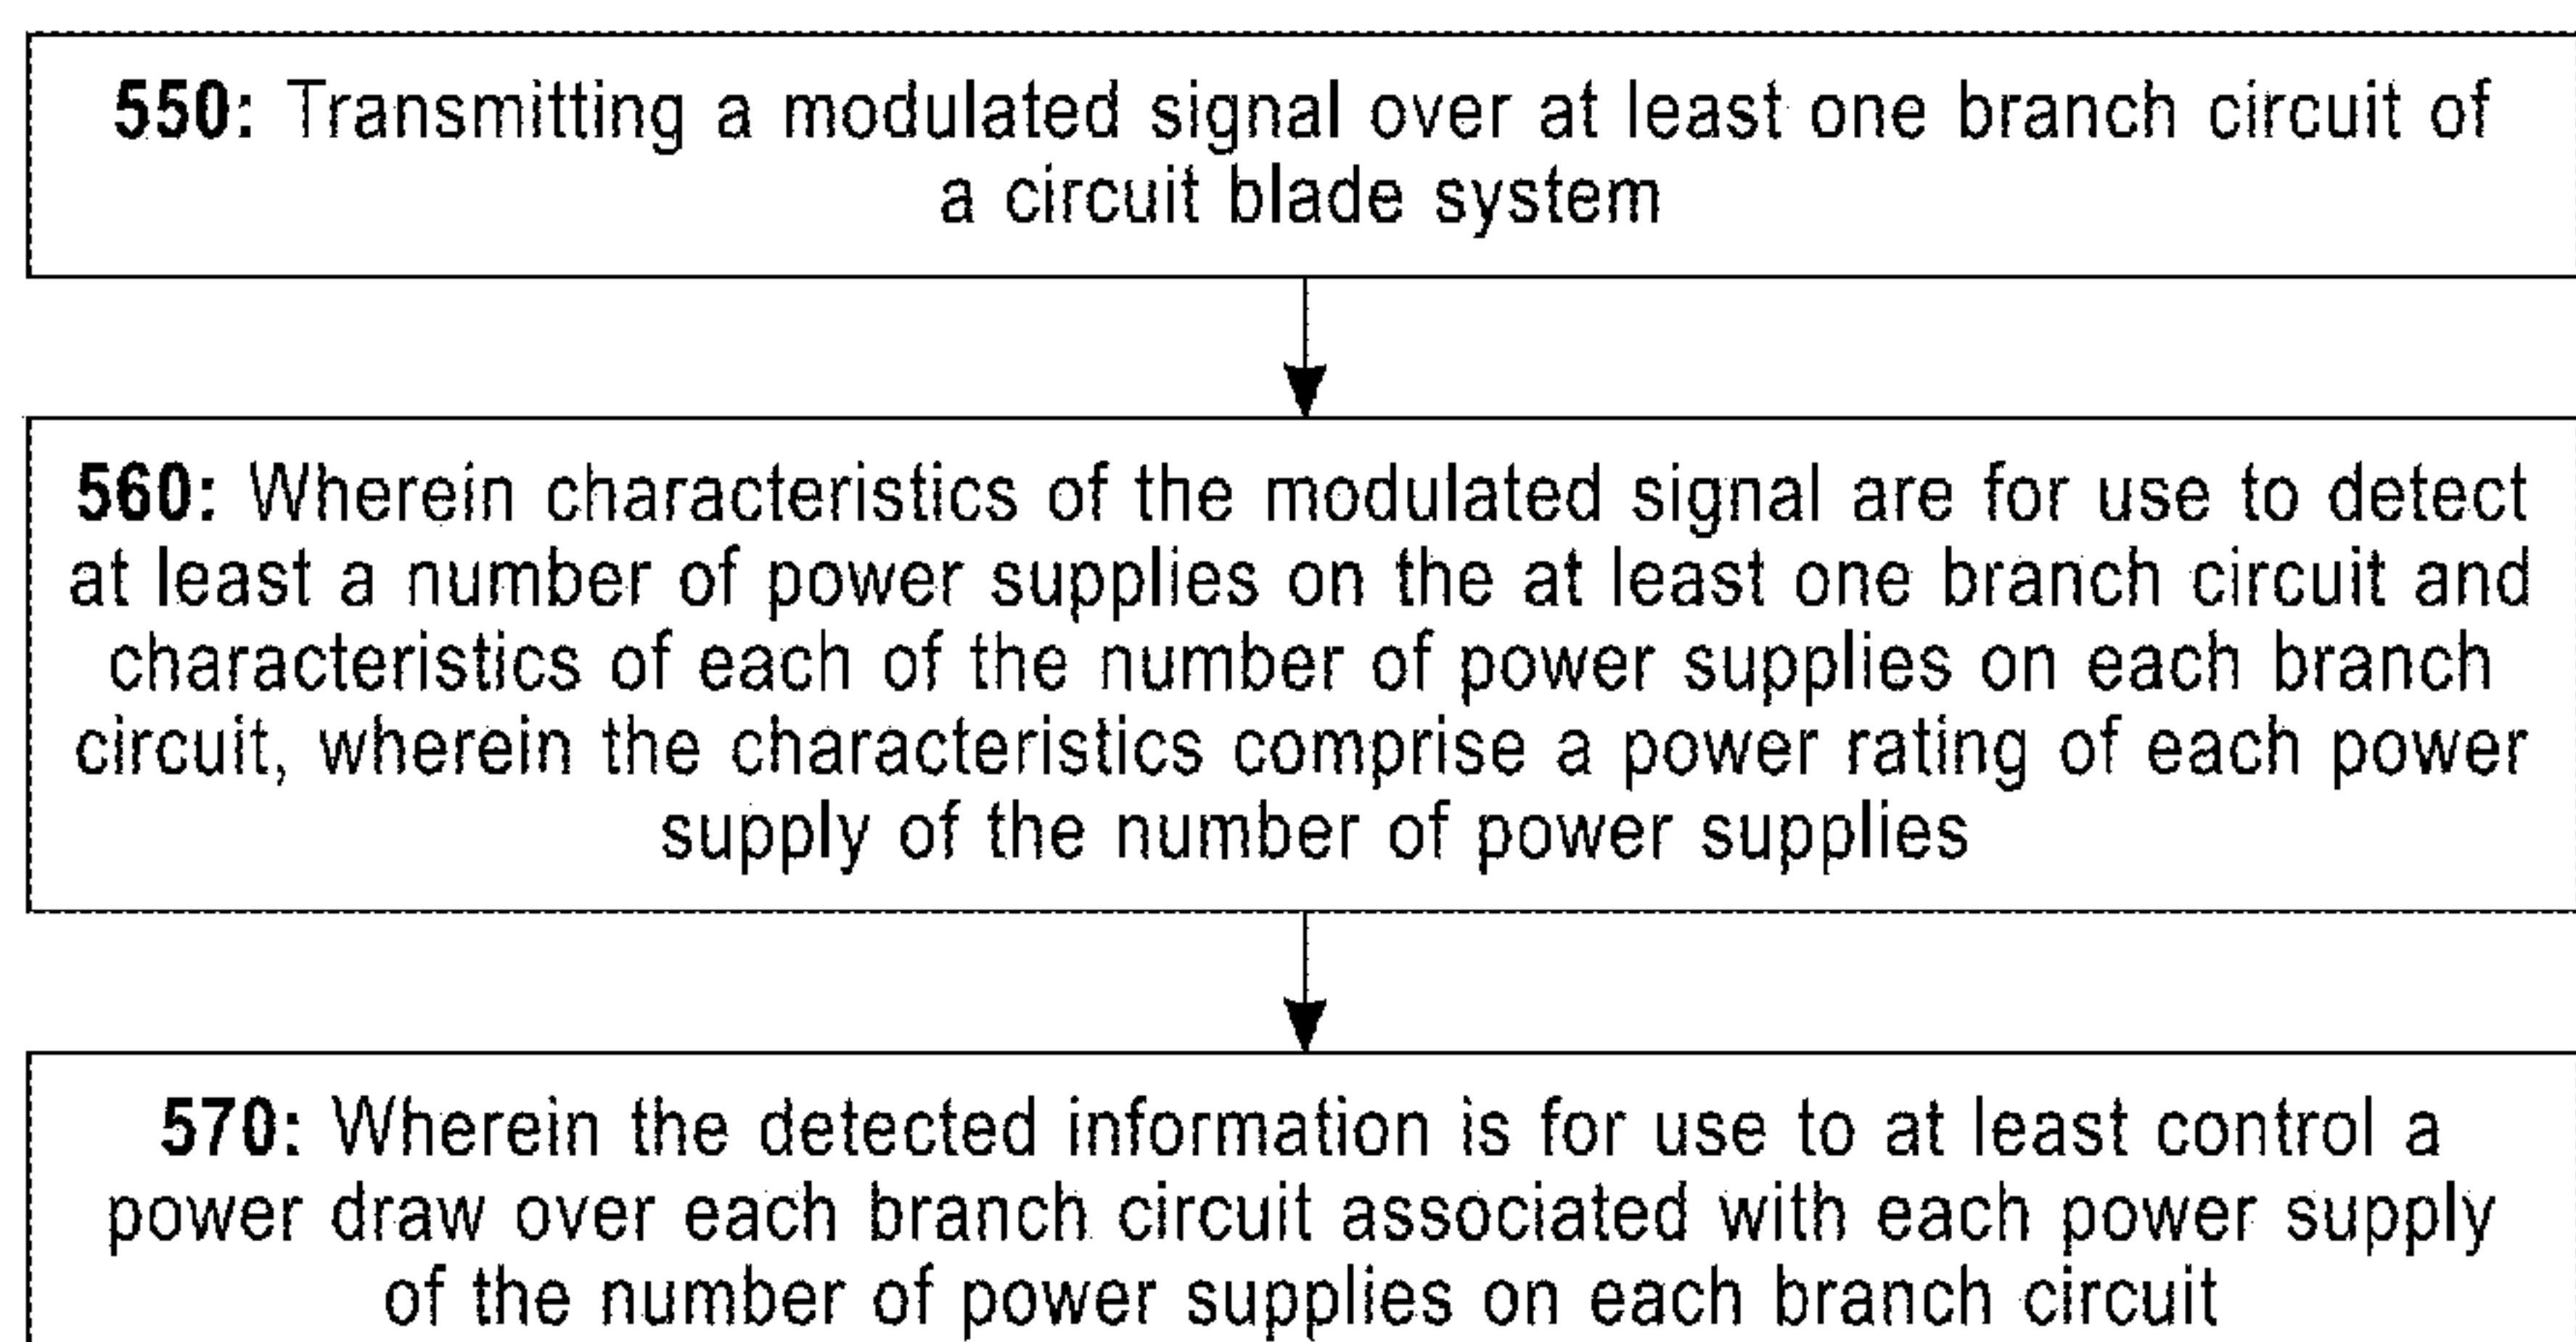 550: Transmitting a modulated signal over at least one branch circuit of
a circuit blade system
560: Wherein characteristics of the modulated signal are for use to detect
at least a number of power supplies on the at least one branch circuit and
characteristics of each of the number of power supplies on each branch
circuit, wherein the characteristics comprise a power rating of each power
supply of the number of power supplies
570: Wherein the detected information is for use to at least control a
power draw over each branch circuit associated with each power supply
of the number of power supplies on each branch circuit